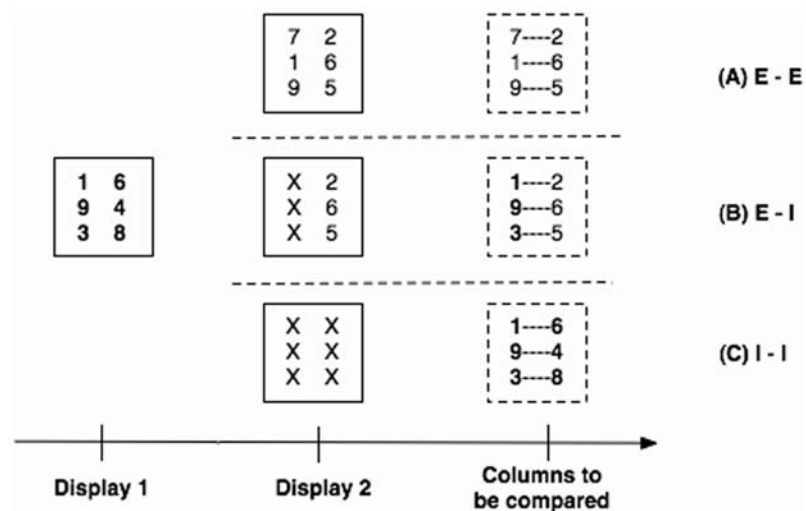 7 2
1 6
9 5
7----2
1----6
9----5
(A) E - E
1 6
9 4
3 8
X 2
X 6
X 5
1----2
9----6
3----5
(B) E - I
X X
X X
X X
1----6
9----4
3----8
(C) I - I
Display 1
Display 2
Columns to
be compared